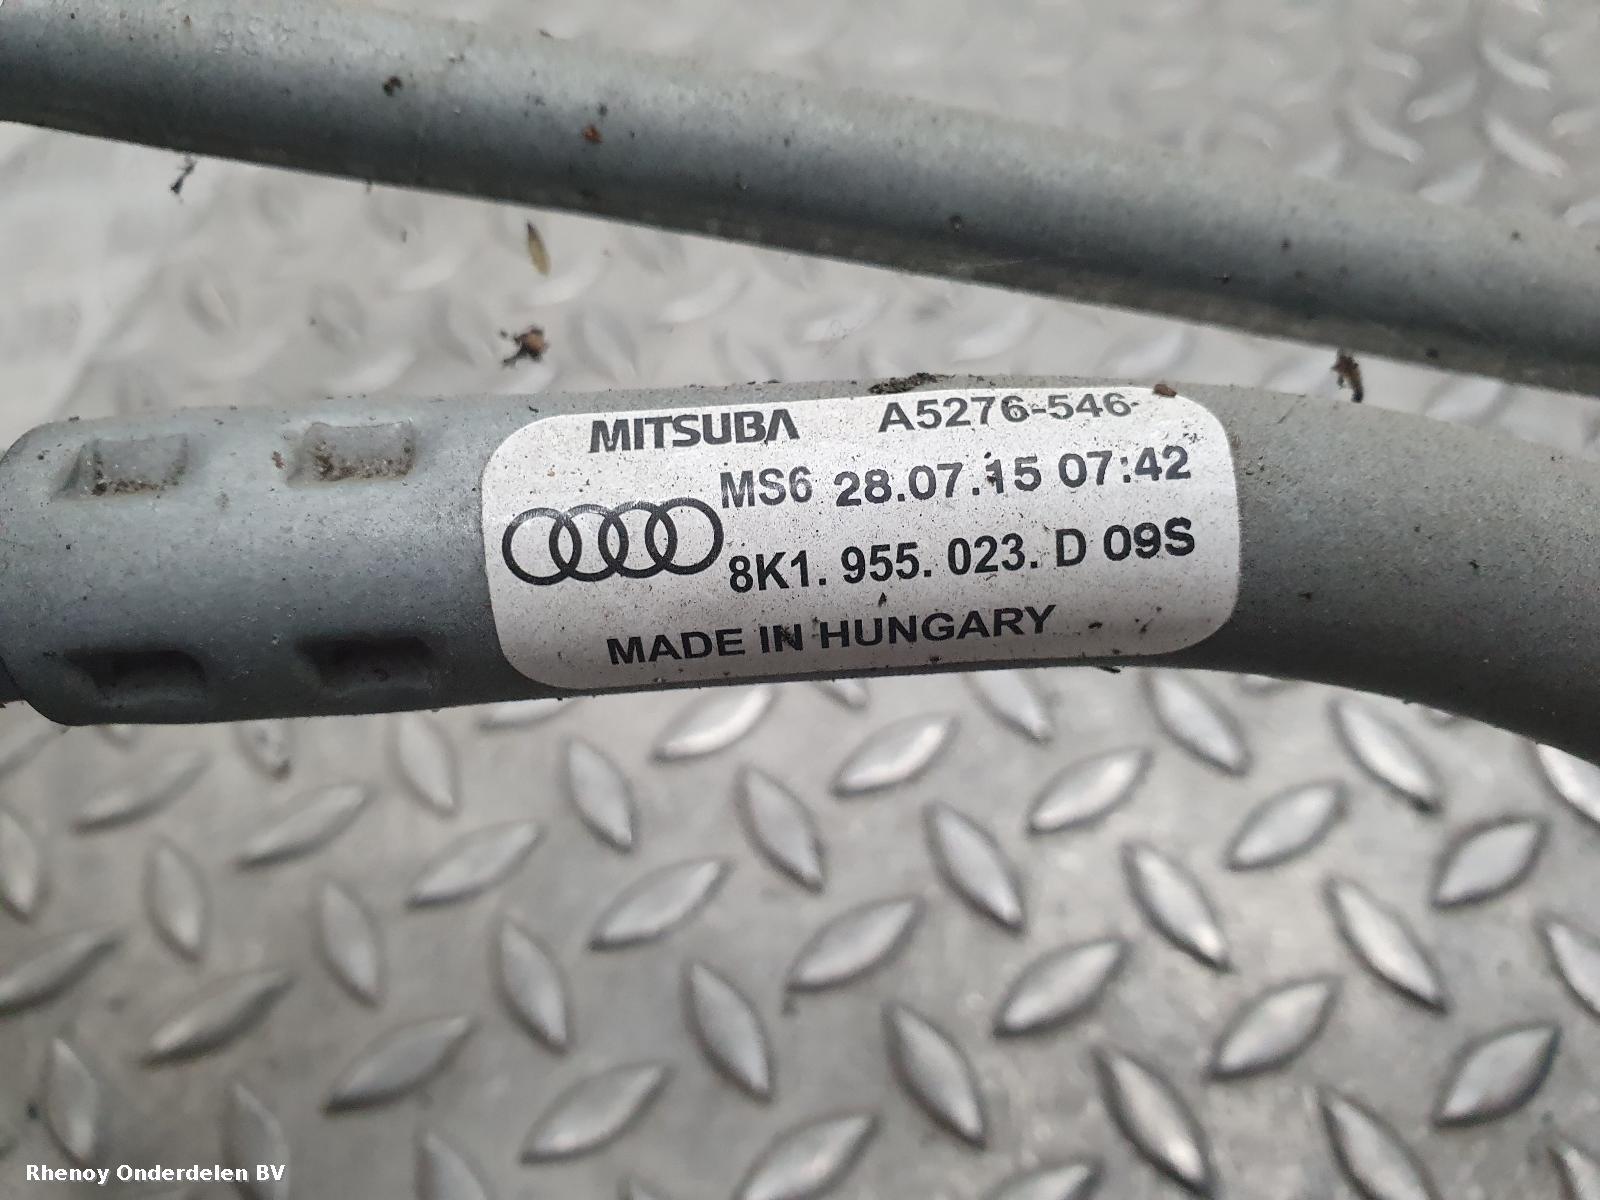 MITSUBA A5276-546-
MS6 28.07.15 07:42
8K1. 955. 023. D 09S
MADE IN HUNGARY
Rhenoy Onderdelen BV